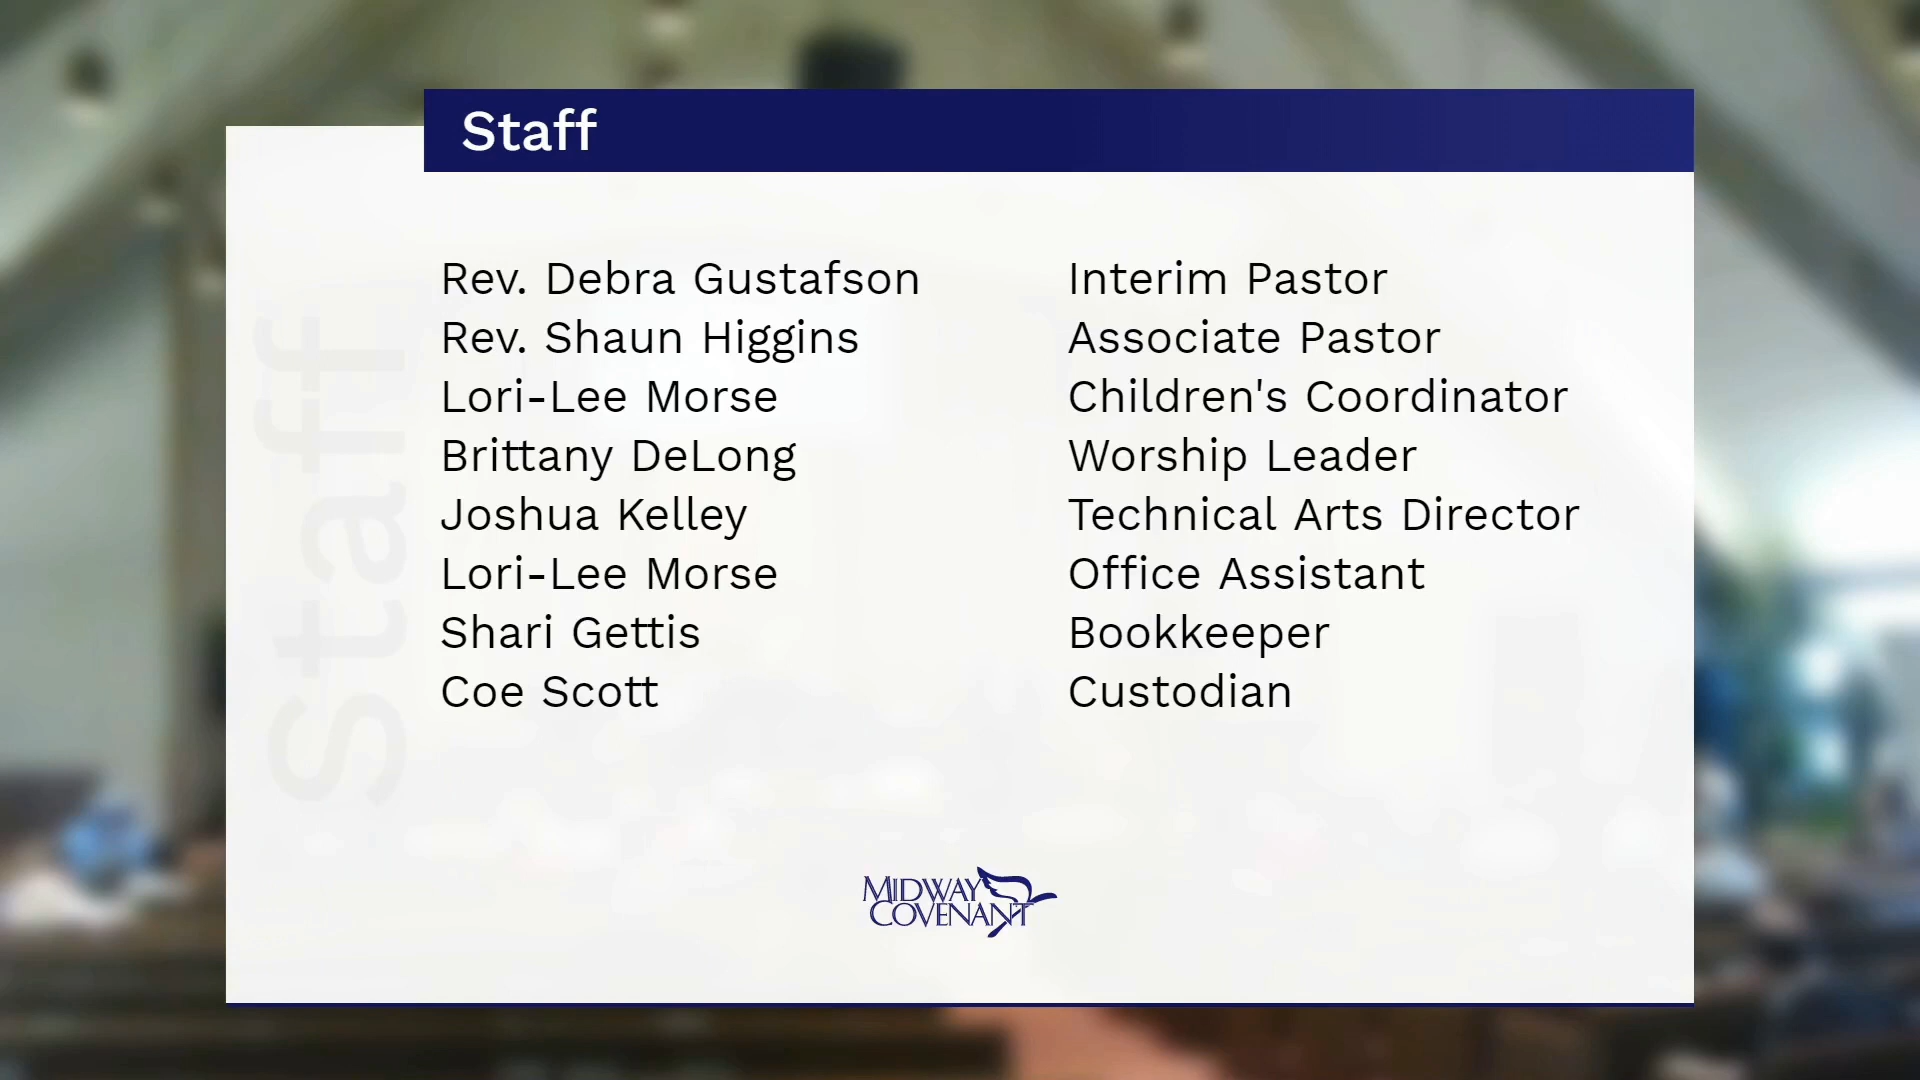 Staff
Staff
Rev. Debra Gustafson Interim Pastor
Rev. Shaun Higgins Associate Pastor
Lori-Lee Morse Children's Coordinator
Brittany DeLong Worship Leader
Joshua Kelley Technical Arts Director
Lori-Lee Morse Office Assistant
Shari Gettis Bookkeeper
Coe Scott Custodian
MIDWAY
COVENANT